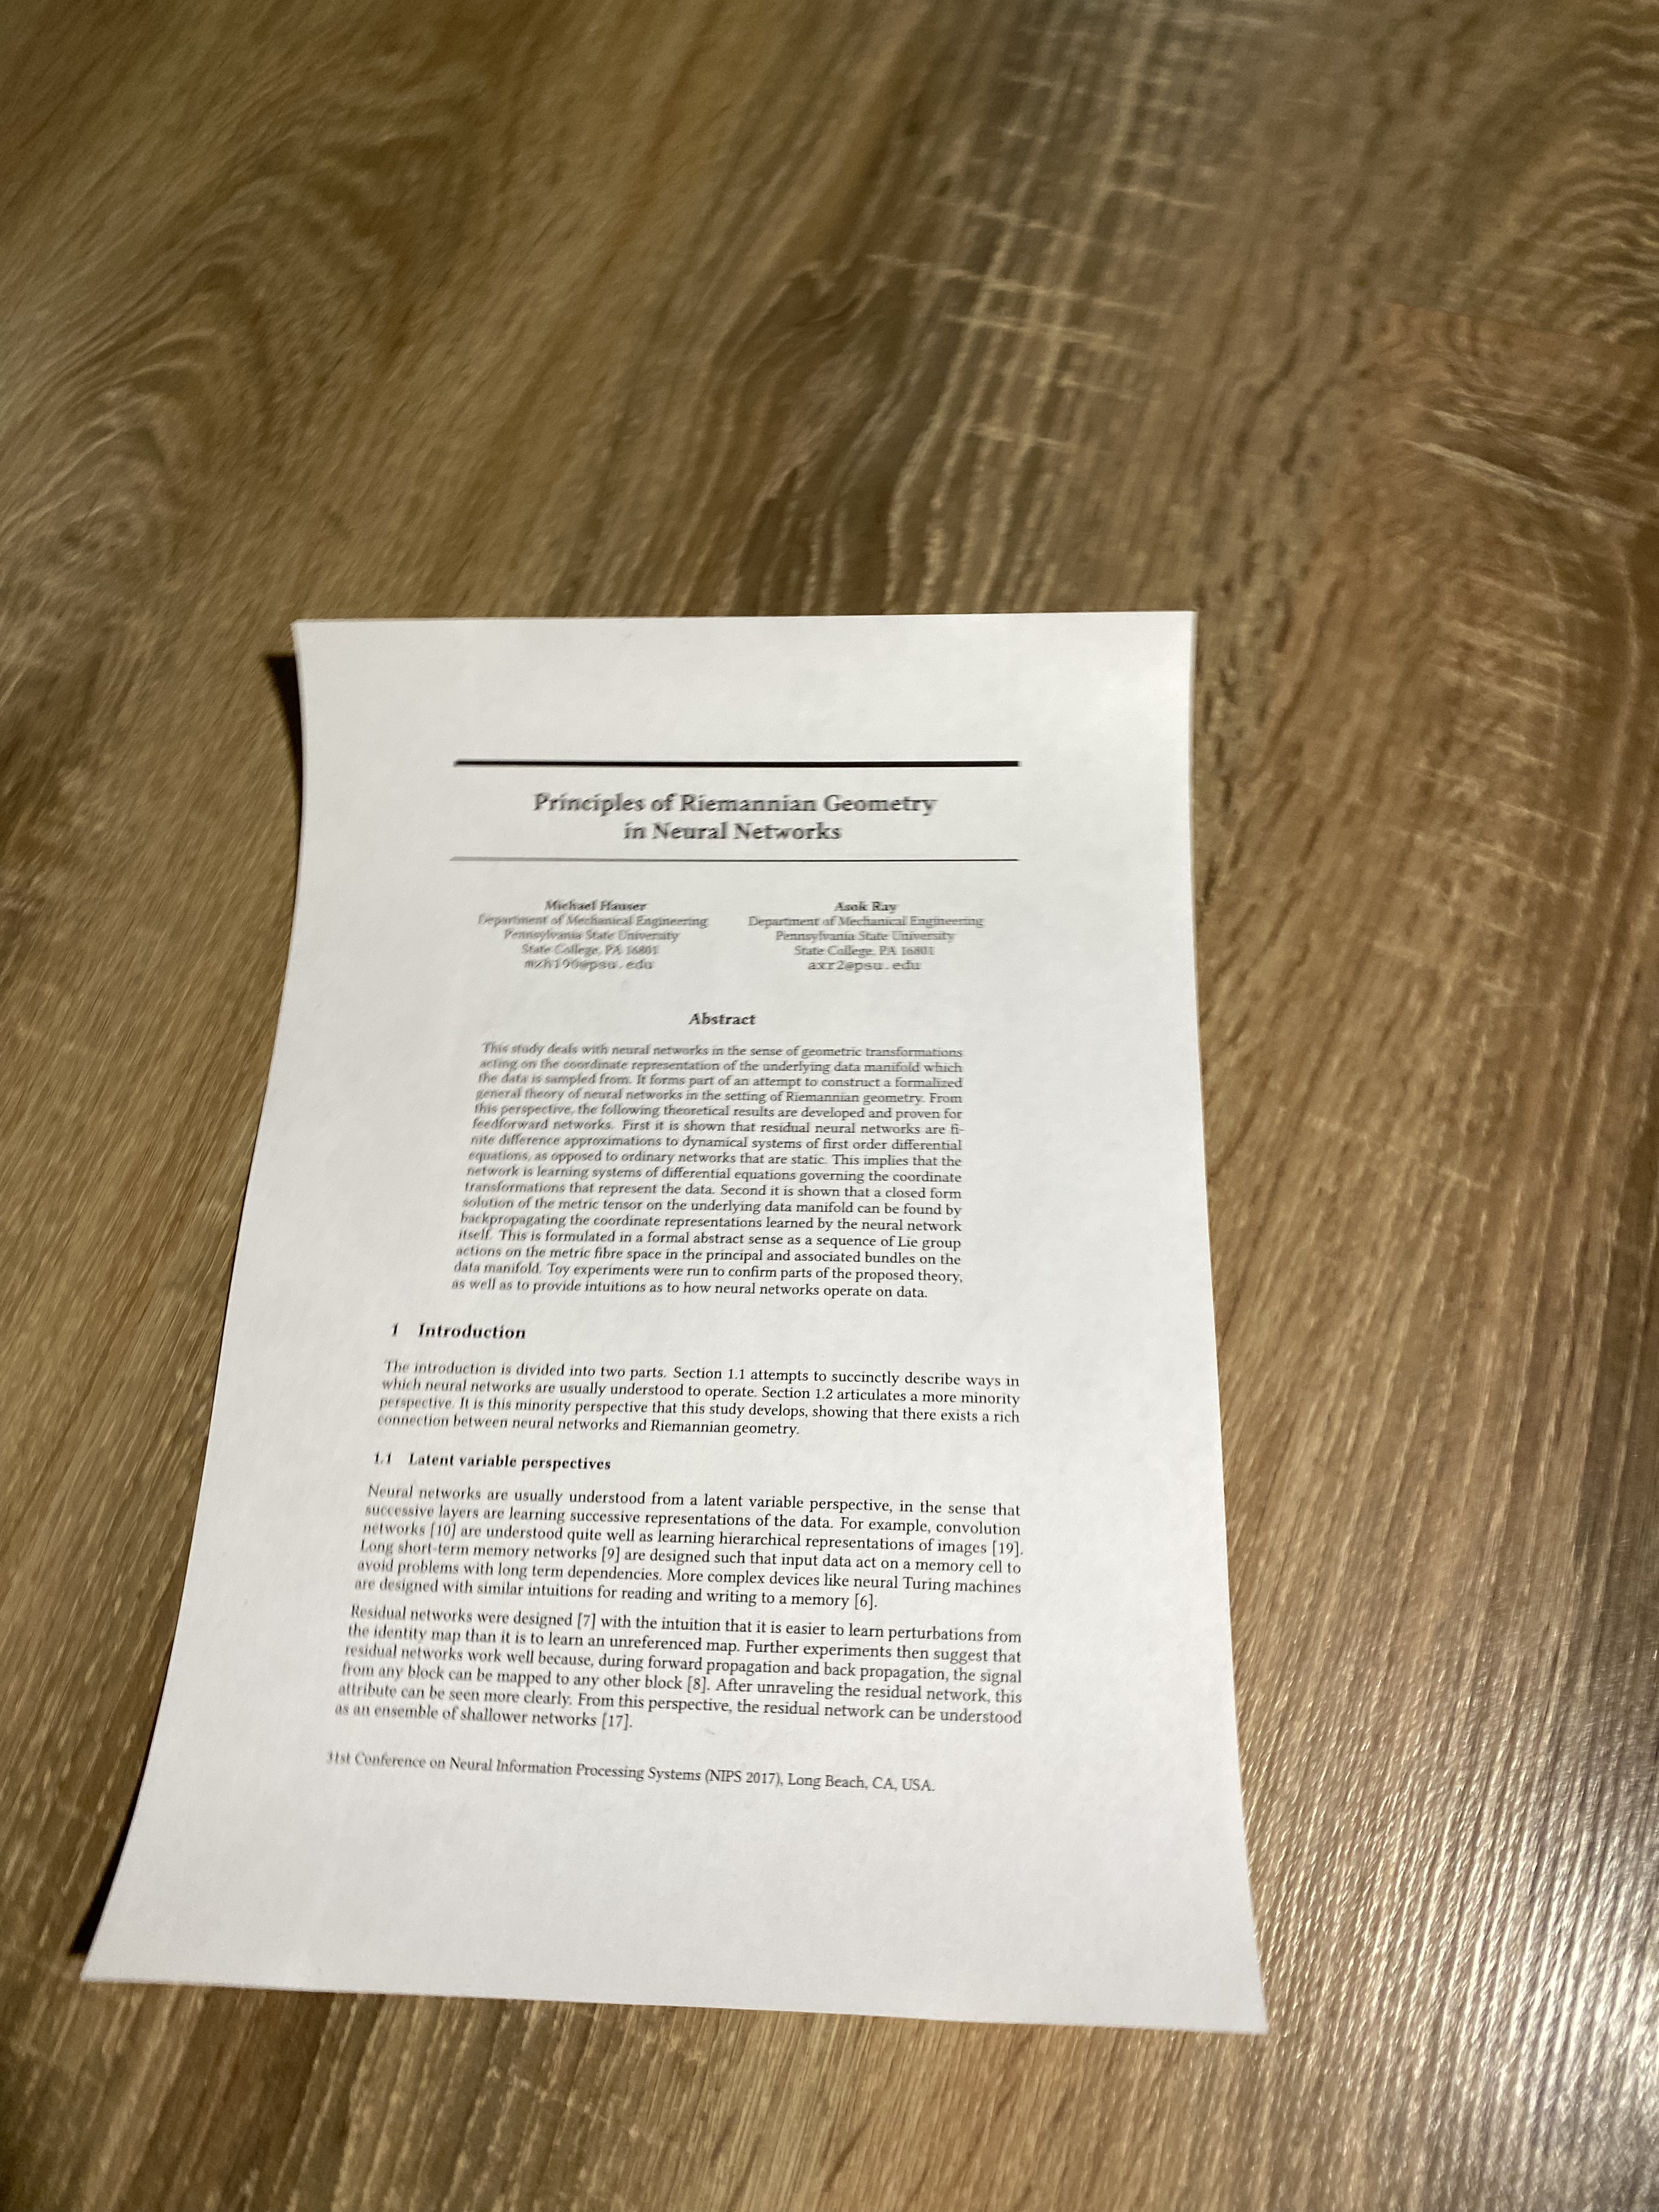 Principles of Riemannian Geometry
in Neural Networks
Michael Hauser
Department of Mechanical Engineering
Pennsylvania State University
State College, PA 16801
mzh190@psu.edu
Asok Ray
Department of Mechanical Engineering
Pennsylvania State University
State College, PA 16801
axr2@psu.edu
Abstract
This study deals with neural networks in the sense of geometric transformations
acting on the coordinate representation of the underlying data manifold which
the data is sampled from. It forms part of an attempt to construct a formalized
general theory of neural networks in the setting of Riemannian geometry. From
this perspective, the following theoretical results are developed and proven for
feedforward networks. First it is shown that residual neural networks are fi-
nite difference approximations to dynamical systems of first order differential
equations, as opposed to ordinary networks that are static. This implies that the
network is learning systems of differential equations governing the coordinate
transformations that represent the data. Second it is shown that a closed form
solution of the metric tensor on the underlying data manifold can be found by
backpropagating the coordinate representations learned by the neural network
itself. This is formulated in a formal abstract sense as a sequence of Lie group
actions on the metric fibre space in the principal and associated bundles on the
data manifold. Toy experiments were run to confirm parts of the proposed theory,
as well as to provide intuitions as to how neural networks operate on data.
1 Introduction
The introduction is divided into two parts. Section 1.1 attempts to succinctly describe ways in
which neural networks are usually understood to operate. Section 1.2 articulates a more minority
perspective. It is this minority perspective that this study develops, showing that there exists a rich
connection between neural networks and Riemannian geometry.
1.1 Latent variable perspectives
Neural networks are usually understood from a latent variable perspective, in the sense that
successive layers are learning successive representations of the data. For example, convolution
networks [10] are understood quite well as learning hierarchical representations of images [19].
Long short-term memory networks [9] are designed such that input data act on a memory cell to
avoid problems with long term dependencies. More complex devices like neural Turing machines
are designed with similar intuitions for reading and writing to a memory [6].
Residual networks were designed [7] with the intuition that it is easier to learn perturbations from
the identity map than it is to learn an unreferenced map. Further experiments then suggest that
residual networks work well because, during forward propagation and back propagation, the signal
from any block can be mapped to any other block [8]. After unraveling the residual network, this
attribute can be seen more clearly. From this perspective, the residual network can be understood
as an ensemble of shallower networks [17].
31st Conference on Neural Information Processing Systems (NIPS 2017), Long Beach, CA, USA.